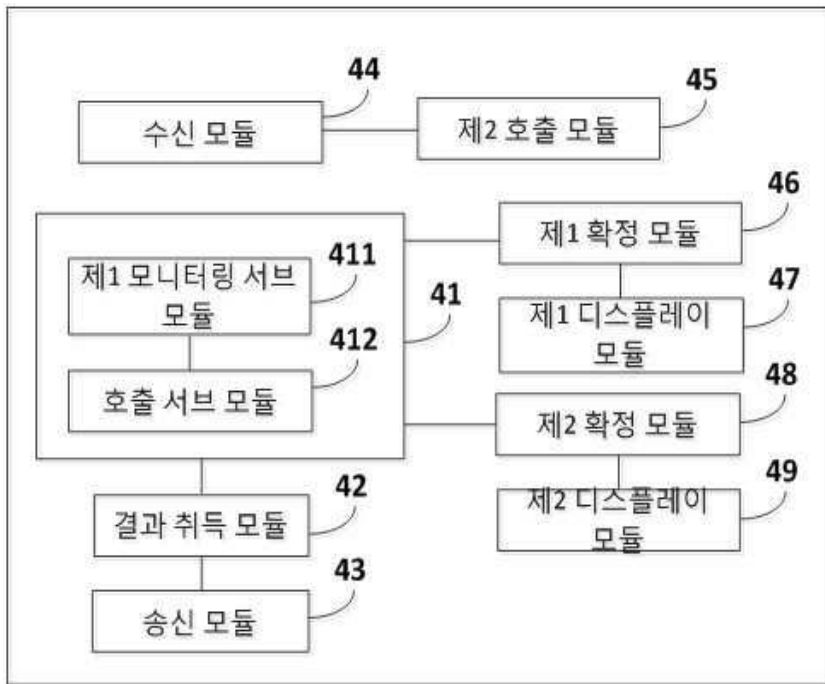 44
45
수신 모듈
제2 호출 모듈
46
제1 확정 모듈
411
제1 모니터링 서브
모듈
41
47
제1 디스플레이
모듈
412
호출 서브 모듈
48
제2 확정 모듈
42
결과 취득 모듈
49
제2 디스플레이
모듈
43
송신 모듈